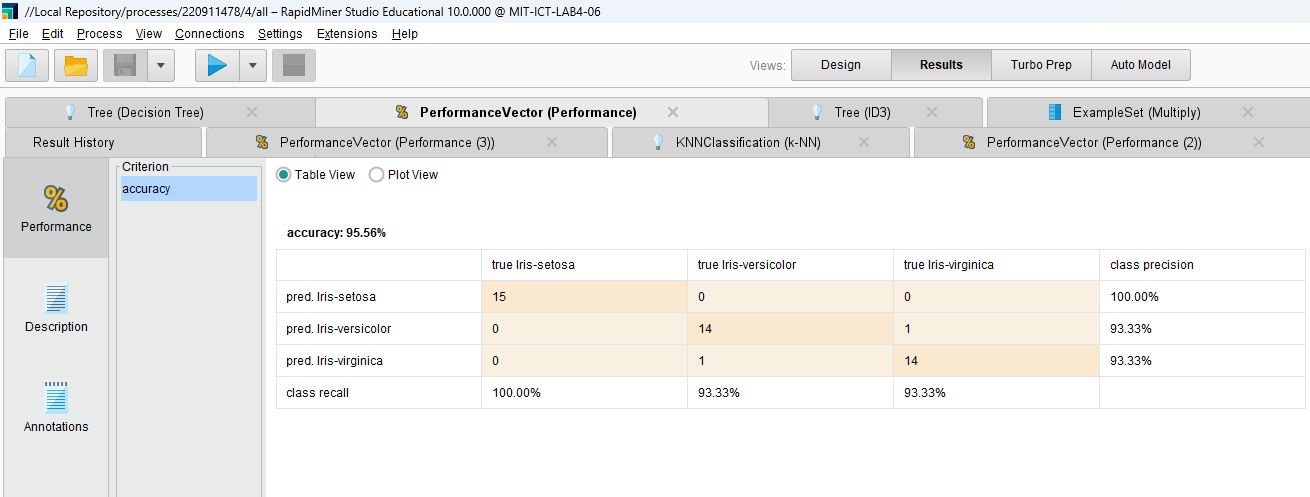 //Local Repository/processes/220911478/4/all – RapidMiner Studio Educational 10.0.000 @ MIT-ICT-LAB4-06
File Edit Process View Connections Settings Extensions Help
Views: Design Results Turbo Prep Auto Model
Tree (Decision Tree) PerformanceVector (Performance) Tree (ID3) ExampleSet (Multiply)
Result History PerformanceVector (Performance (3)) KNNClassification (k-NN) PerformanceVector (Performance (2))
% Performance
Description
Annotations
Criterion
accuracy
Table View Plot View
accuracy: 95.56%
true Iris-setosa true Iris-versicolor true Iris-virginica class precision
pred. Iris-setosa 15 0 0 100.00%
pred. Iris-versicolor 0 14 1 93.33%
pred. Iris-virginica 0 1 14 93.33%
class recall 100.00% 93.33% 93.33%